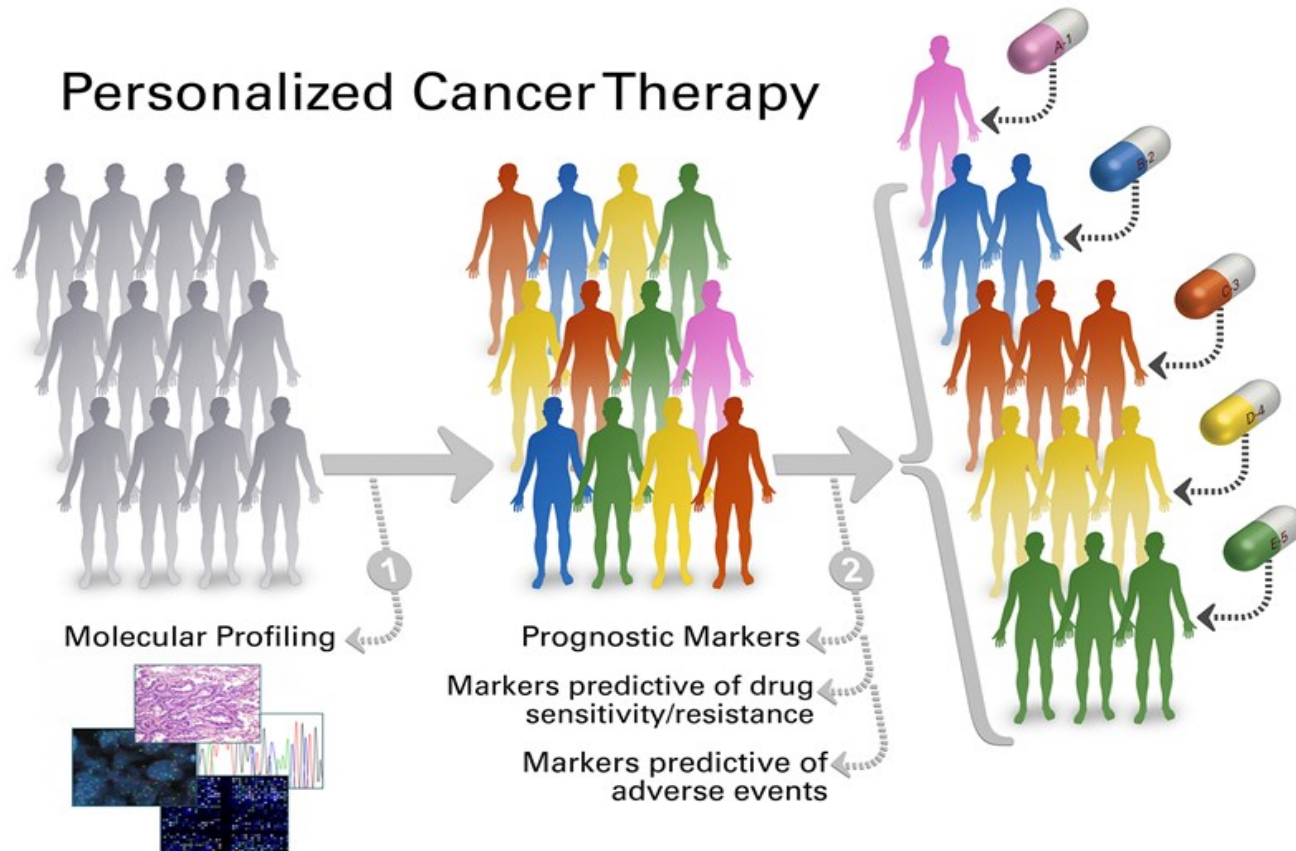 Personalized Cancer Therapy
A-1
B-2
C-3
D-4
E-5
1
2
Molecular Profiling
Prognostic Markers
Markers predictive of drug
sensitivity/resistance
Markers predictive of
adverse events